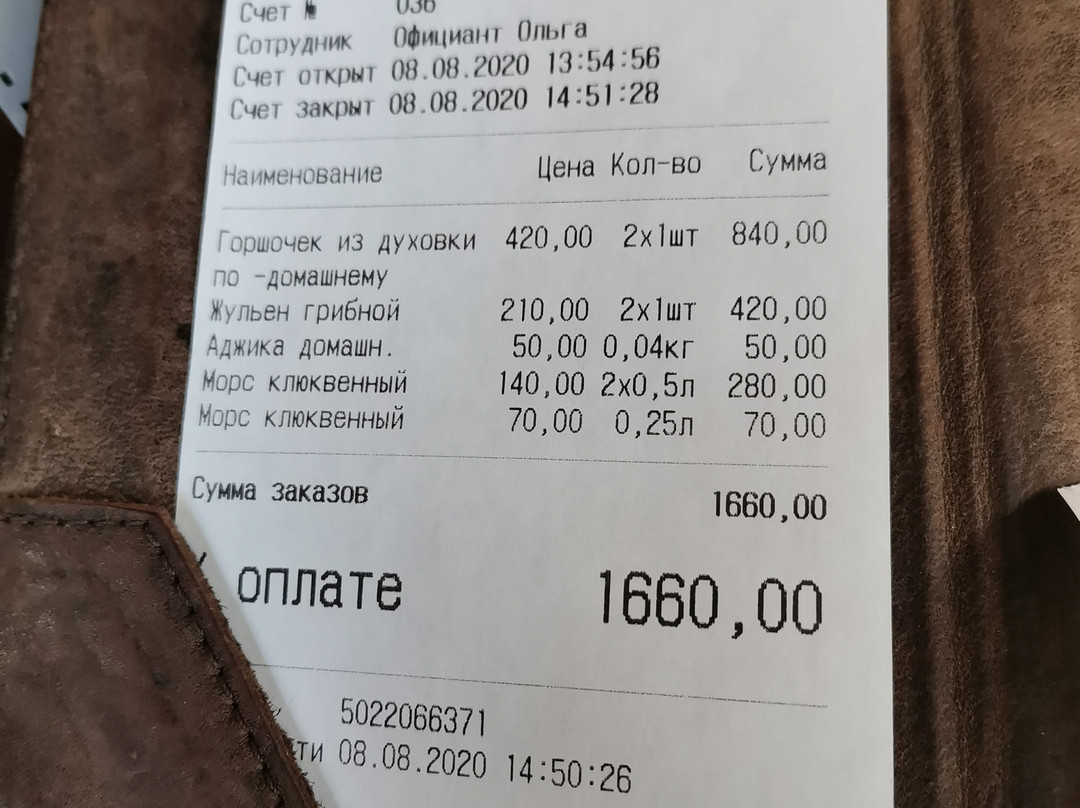 Счет № 036
Сотрудник Официант Ольга
Счет открыт 08.08.2020 13:54:56
Счет закрыт 08.08.2020 14:51:28
Наименование Цена Кол-во Сумма
Горшочек из духовки 420,00 2х1шт 840,00
по -домашнему
Жульен грибной 210,00 2х1шт 420,00
Аджика домашн. 50,00 0,04кг 50,00
Морс клюквенный 140,00 2х0,5л 280,00
Морс клюквенный 70,00 0,25л 70,00
Сумма заказов 1660,00
оплате 1660,00
5022066371
ти 08.08.2020 14:50:26